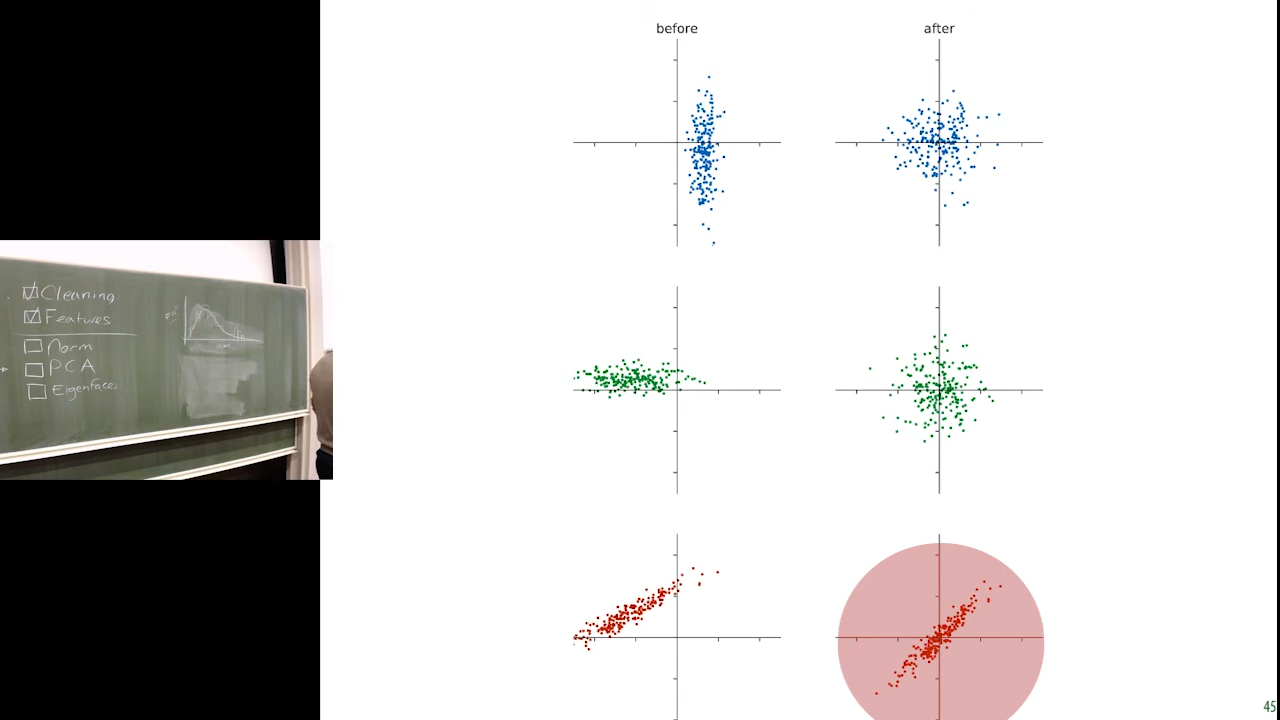 before
after
Cleaning
Features
Norm
PCA
Eigenfaces
45